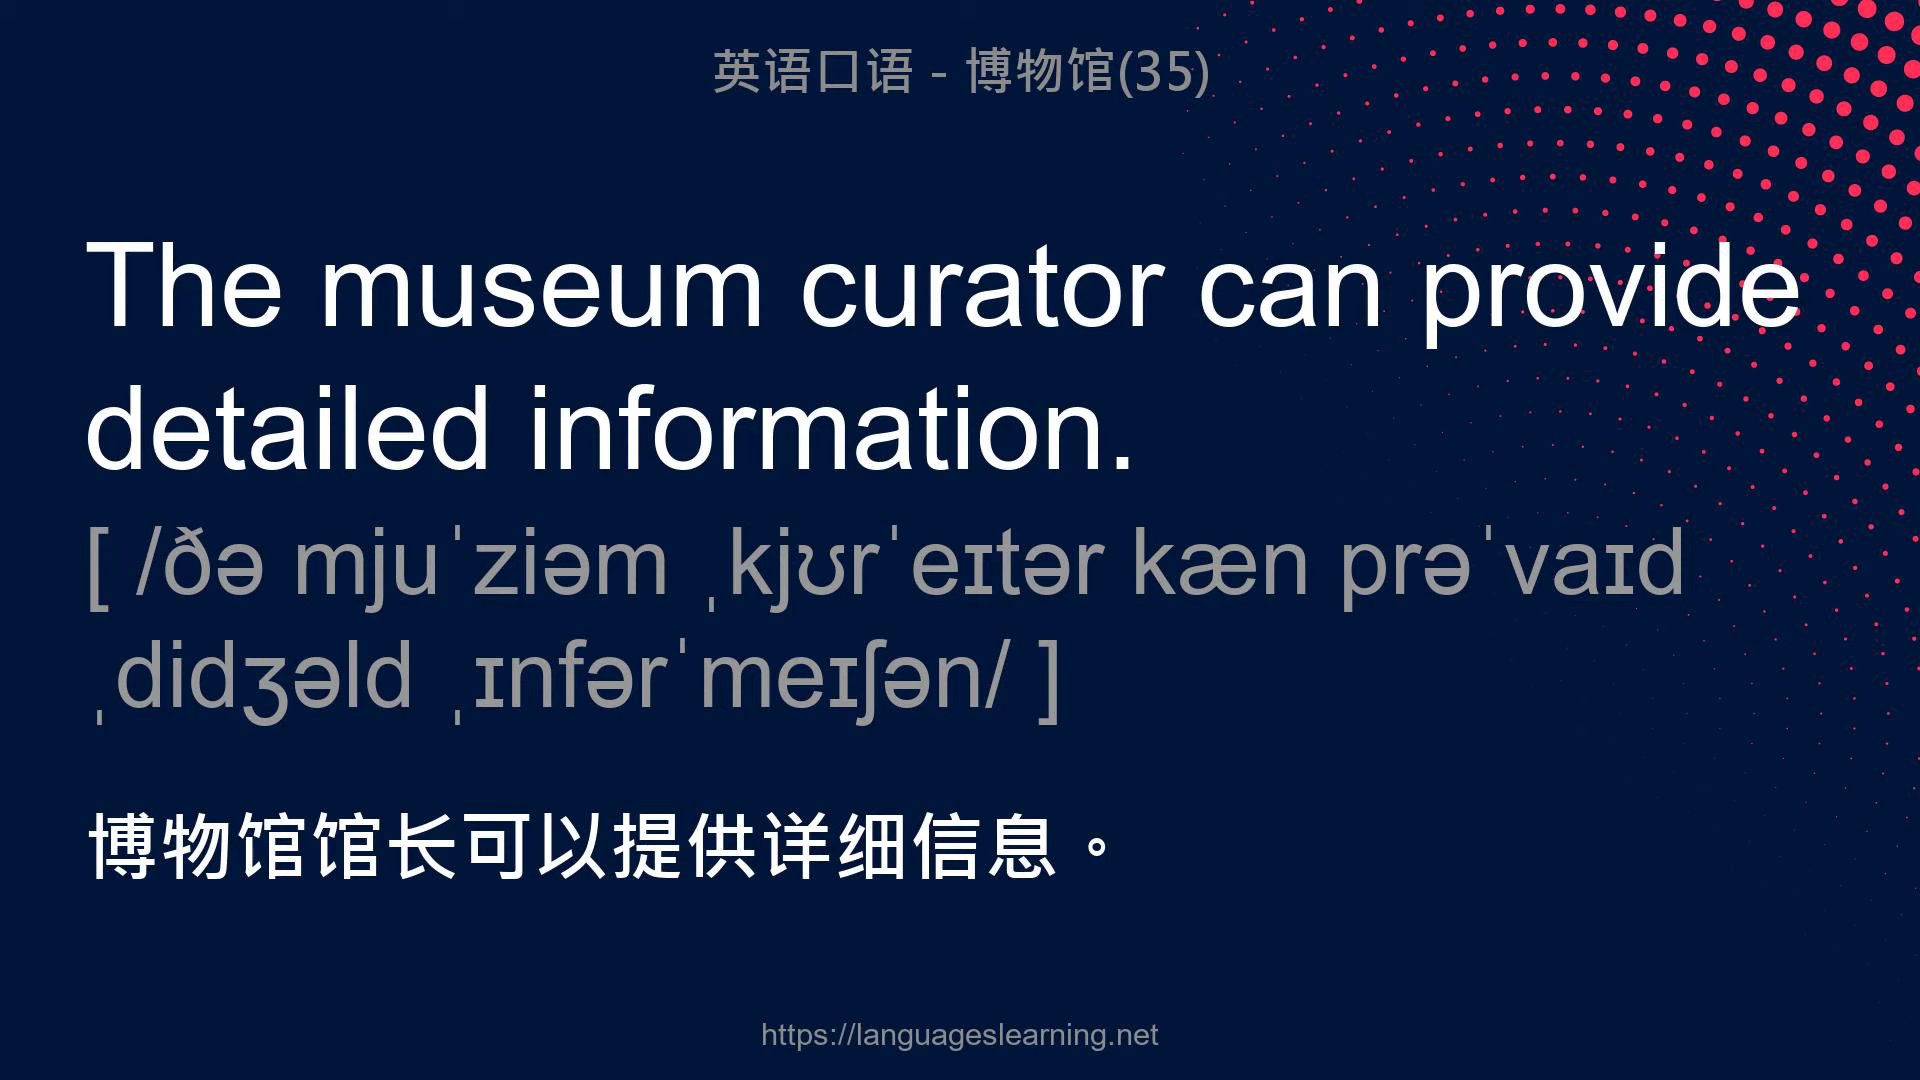 英语口语 - 博物馆(35)
The museum curator can provide
detailed information.
[ /ðə mjuˈziəm ˌkjʊrˈeɪtər kæn prəˈvaɪd
ˌdidʒəld ˌɪnfərˈmeɪʃən/ ]
博物馆馆长可以提供详细信息。
https://languageslearning.net